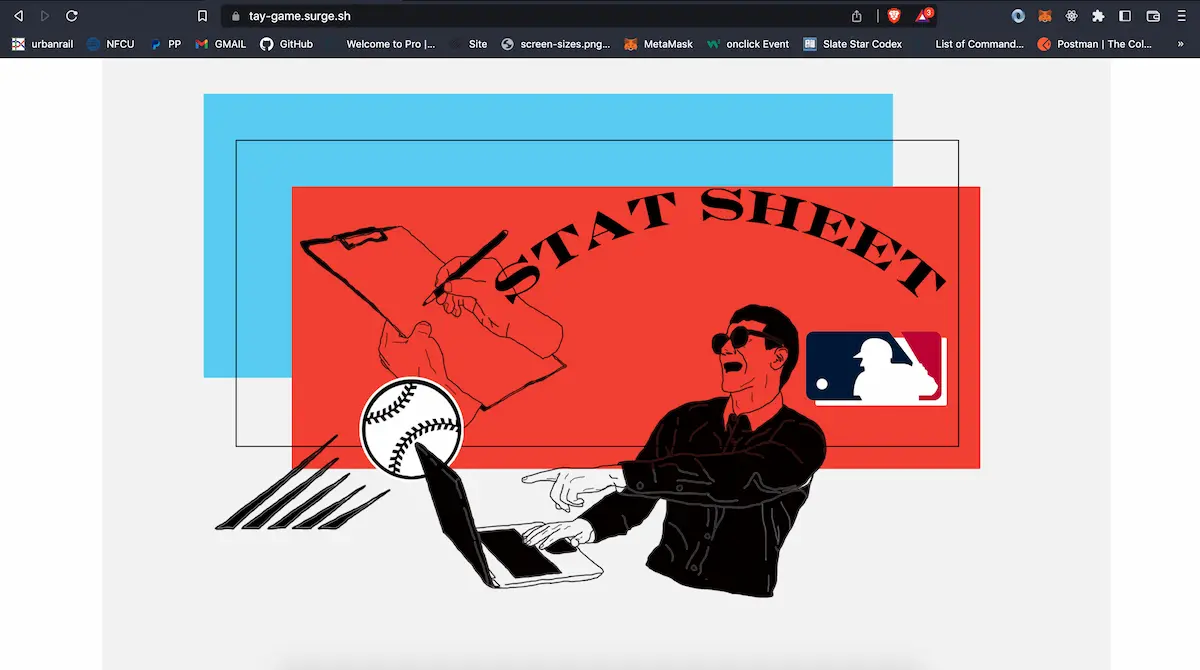 tay-game.surge.sh
3
urbanrail
NFCU
PP
GMAIL
GitHub
Welcome to Pro |...
Site
screen-sizes.png...
MetaMask
onclick Event
Slate Star Codex
List of Command...
Postman | The Col...
»
STAT SHEET